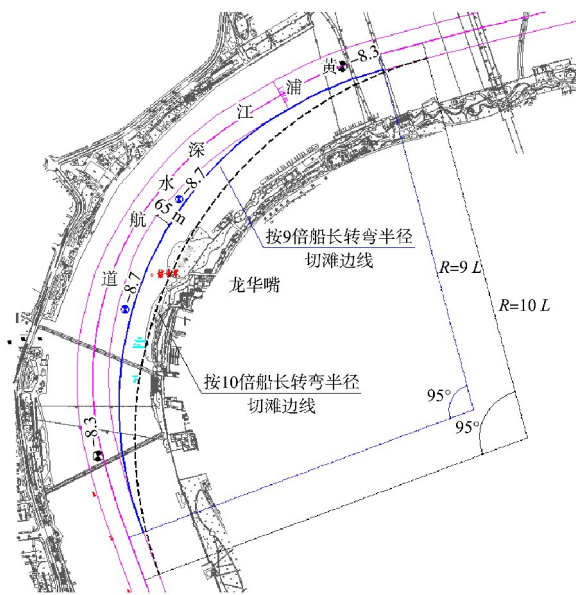 黄浦江深水航道
−8.3
−8.7
65 m
−8.7
−8.3
按9倍船长转弯半径
切滩边线
龙华嘴
R=9 L
R=10 L
按10倍船长转弯半径
切滩边线
95°
95°